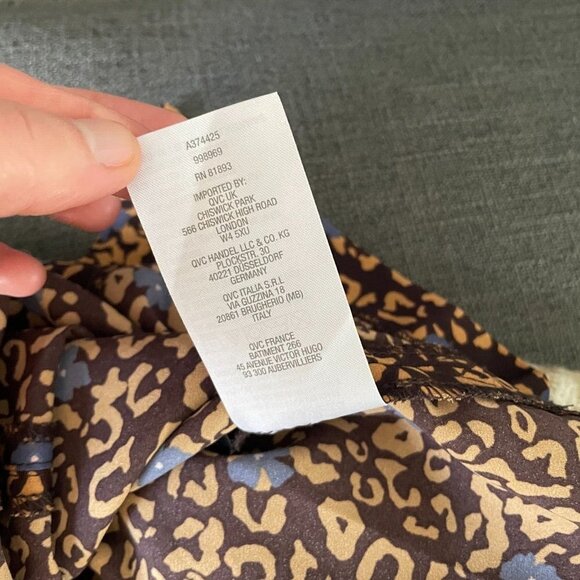 A374425
998969
RN 81893
IMPORTED BY:
QVC UK
CHISWICK PARK
566 CHISWICK HIGH ROAD
LONDON
W4 5XU
QVC HANDEL LLC & CO. KG
PLOCKSTR. 30
40221 DÜSSELDORF
GERMANY
QVC ITALIA S.R.L
VIA GUZZINA 18
20861 BRUGHERIO (MB)
ITALY
QVC FRANCE
BATIMENT 266
45 AVENUE VICTOR HUGO
93 300 AUBERVILLIERS